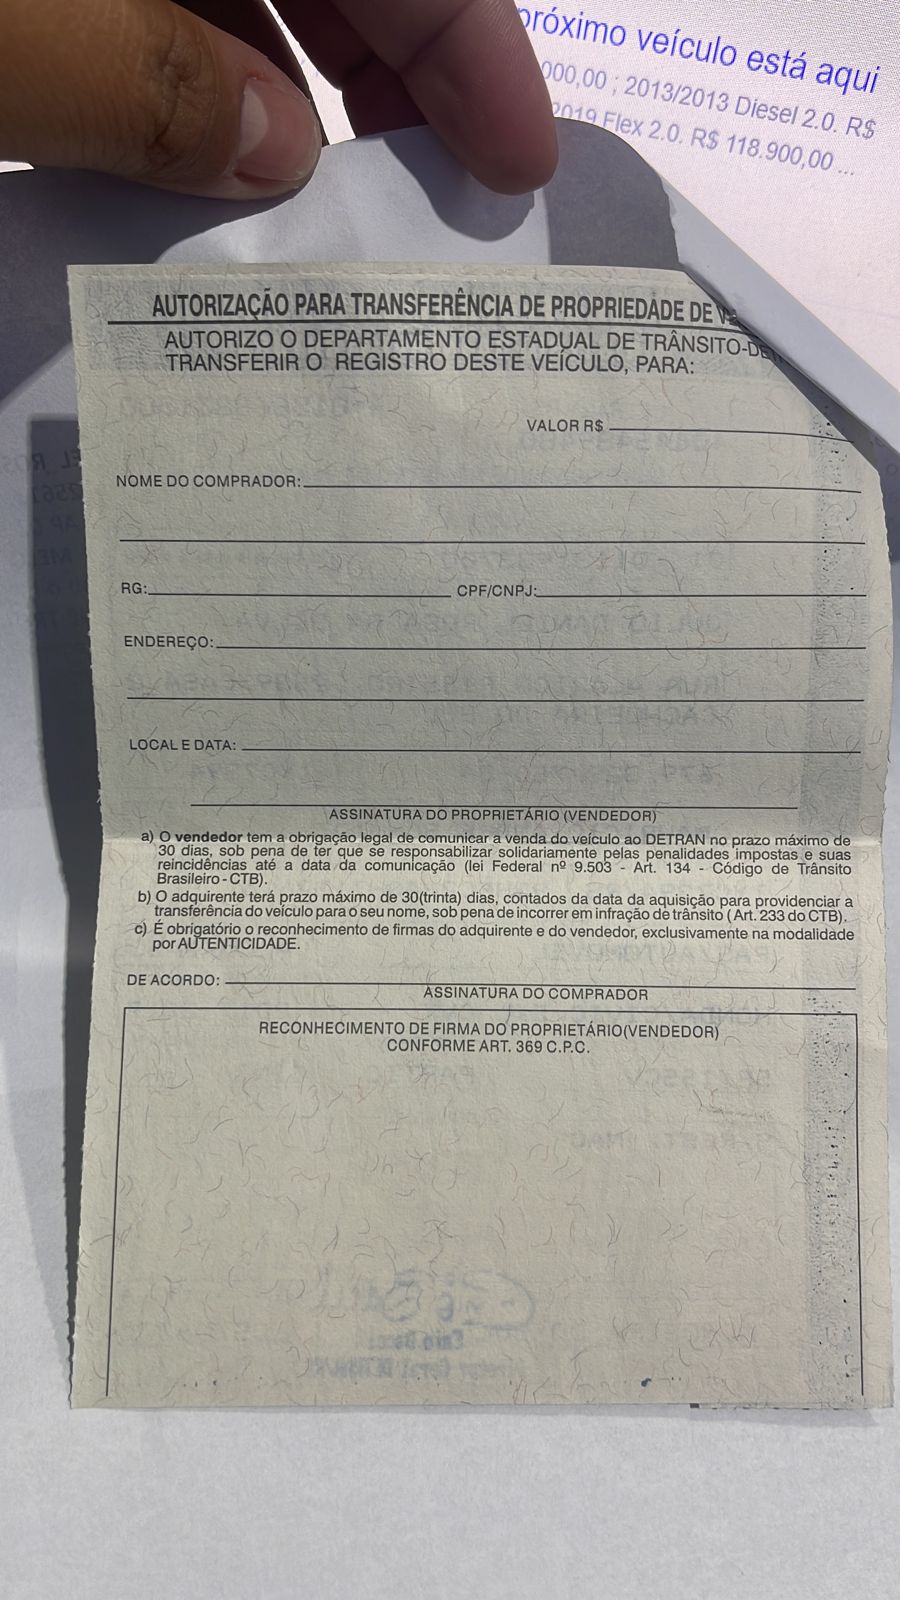 próximo veículo está aqui
000,00 ; 2013/2013 Diesel 2.0. R$
2019 Flex 2.0. R$ 118.900,00 ...
AUTORIZAÇÃO PARA TRANSFERÊNCIA DE PROPRIEDADE DE
AUTORIZO O DEPARTAMENTO ESTADUAL DE TRÂNSITO-DE
TRANSFERIR O REGISTRO DESTE VEÍCULO, PARA:
VALOR R$
NOME DO COMPRADOR:
RG: CPF/CNPJ:
ENDEREÇO:
LOCAL E DATA:
ASSINATURA DO PROPRIETÁRIO (VENDEDOR)
a) O vendedor tem a obrigação legal de comunicar a venda do veículo ao DETRAN no prazo máximo de
30 dias, sob pena de ter que se responsabilizar solidariamente pelas penalidades impostas e suas
reincidências até a data da comunicação (lei Federal nº 9.503 - Art. 134 - Código de Trânsito
Brasileiro - CTB).
b) O adquirente terá prazo máximo de 30(trinta) dias, contados da data da aquisição para providenciar a
transferência do veículo para o seu nome, sob pena de incorrer em infração de trânsito ( Art. 233 do CTB).
c) É obrigatório o reconhecimento de firmas do adquirente e do vendedor, exclusivamente na modalidade
por AUTENTICIDADE.
DE ACORDO:
ASSINATURA DO COMPRADOR
RECONHECIMENTO DE FIRMA DO PROPRIETÁRIO(VENDEDOR)
CONFORME ART. 369 C.P.C.